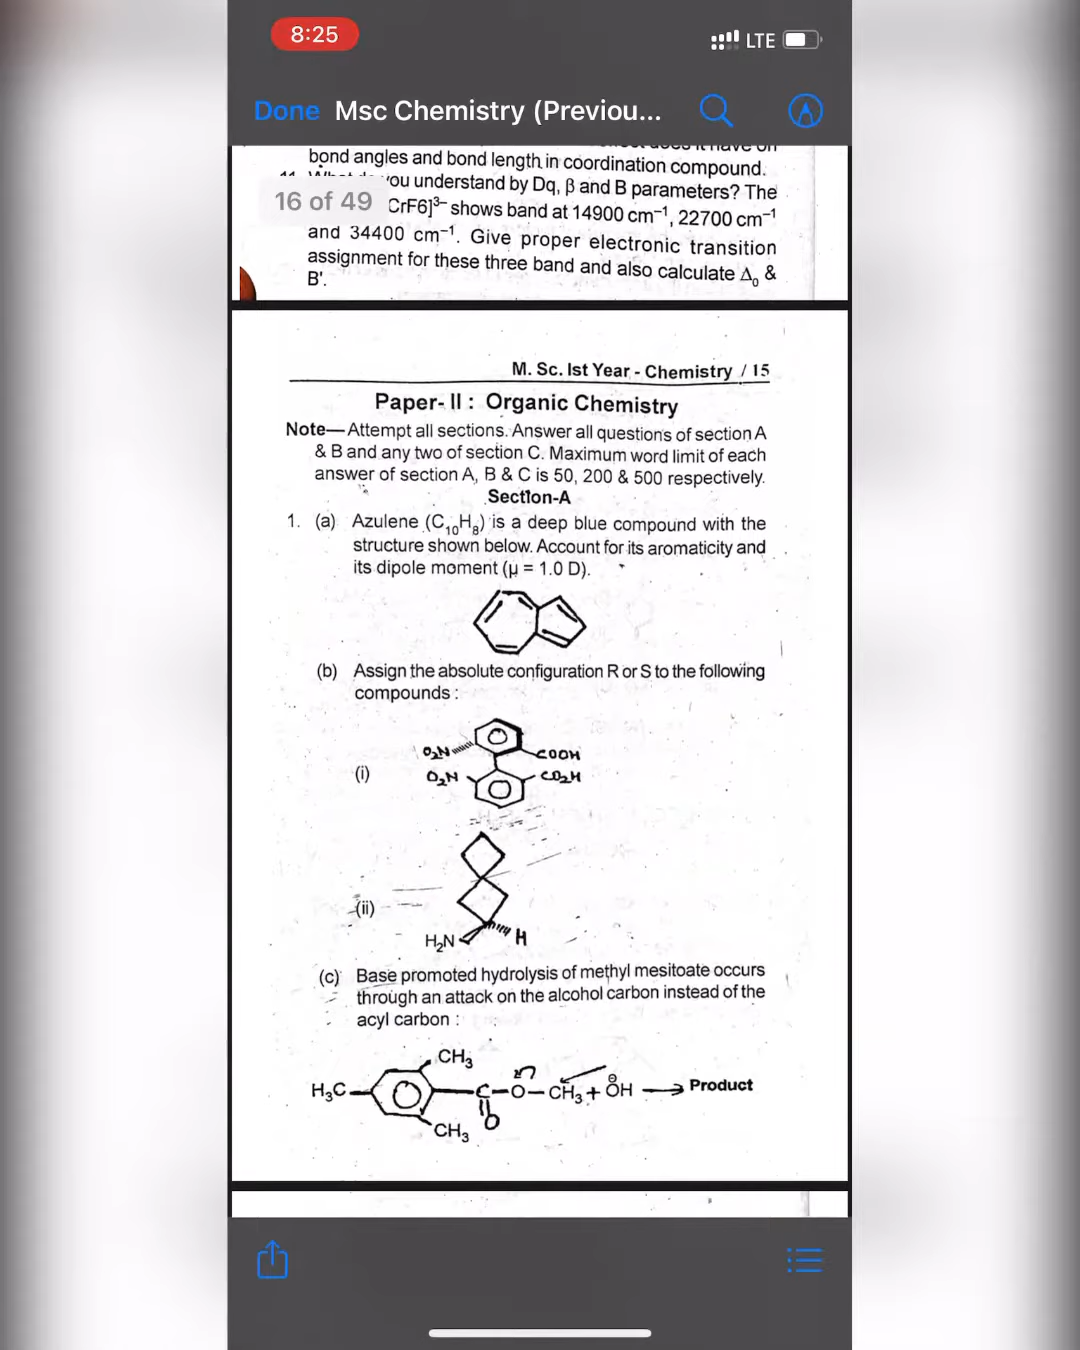 8:25
LTE
Done Msc Chemistry (Previou...
bond angles and bond length in coordination compound.
ou understand by Dq, β and B parameters? The
16 of 49
CrF6]³⁻ shows band at 14900 cm⁻¹, 22700 cm⁻¹
and 34400 cm⁻¹. Give proper electronic transition
assignment for these three band and also calculate Δ₀ &
B'.
M. Sc. Ist Year - Chemistry / 15
Paper- II : Organic Chemistry
Note—Attempt all sections. Answer all questions of section A
& B and any two of section C. Maximum word limit of each
answer of section A, B & C is 50, 200 & 500 respectively.
Section-A
1. (a) Azulene (C₁₀H₈) is a deep blue compound with the
structure shown below. Account for its aromaticity and
its dipole moment (μ = 1.0 D).
(b) Assign the absolute configuration R or S to the following
compounds :
O₂N COOH
(i) O₂N CO₂H
(ii)
H₂N H
(c) Base promoted hydrolysis of methyl mesitoate occurs
through an attack on the alcohol carbon instead of the
acyl carbon :
CH₃
H₃C C–O–CH₃ + ⊖OH → Product
O
CH₃